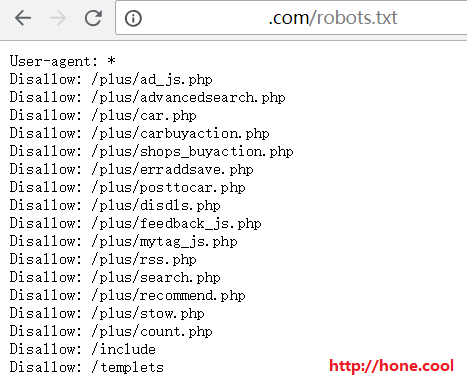 .com/robots.txt
User-agent: *
Disallow: /plus/ad_js.php
Disallow: /plus/advancedsearch.php
Disallow: /plus/car.php
Disallow: /plus/carbuyaction.php
Disallow: /plus/shops_buyaction.php
Disallow: /plus/erraddsave.php
Disallow: /plus/posttocar.php
Disallow: /plus/disdls.php
Disallow: /plus/feedback_js.php
Disallow: /plus/mytag_js.php
Disallow: /plus/rss.php
Disallow: /plus/search.php
Disallow: /plus/recommend.php
Disallow: /plus/stow.php
Disallow: /plus/count.php
Disallow: /include
Disallow: /templets
http://hone.cool